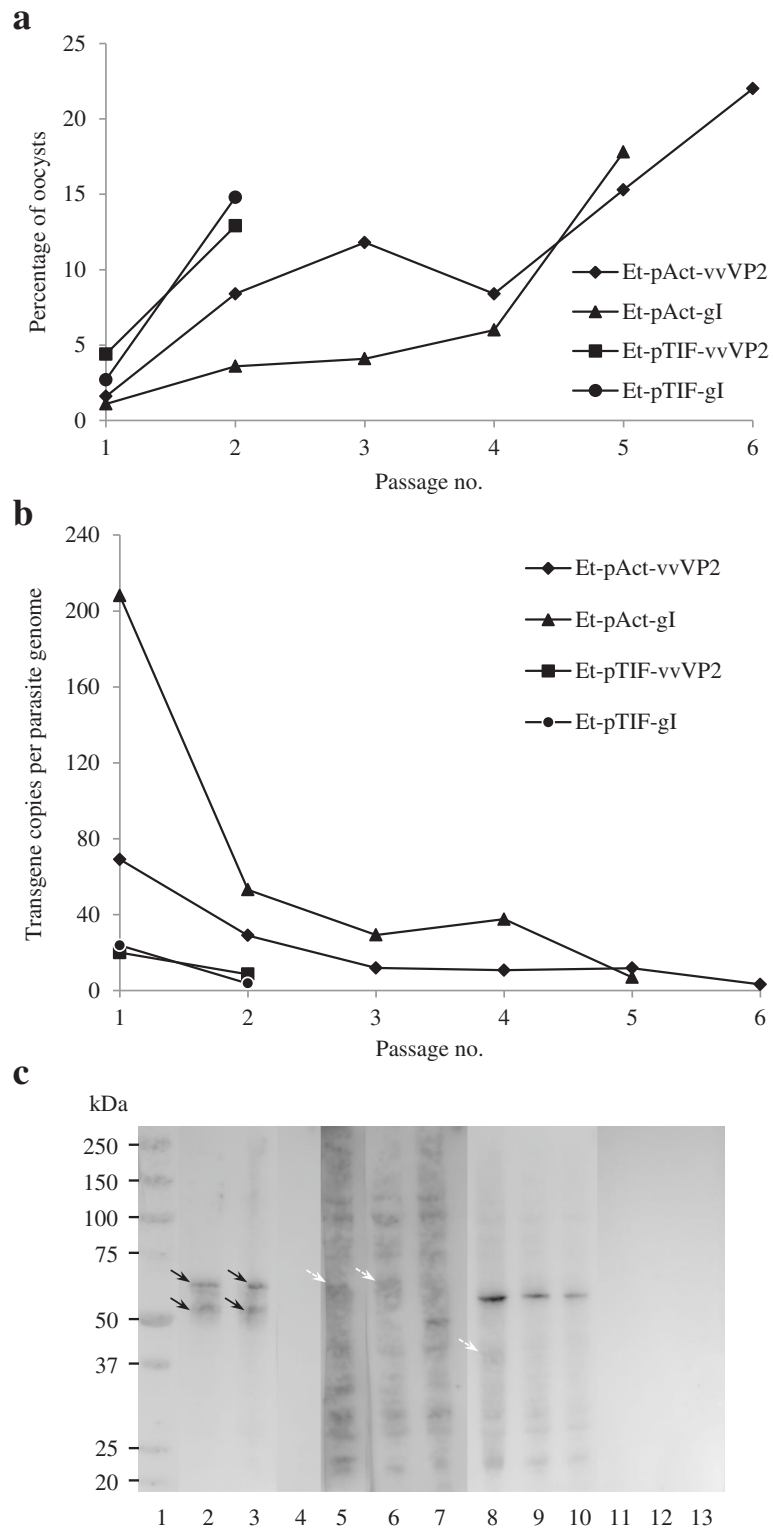 a
25
20
15
10
5
0
Percentage of oocysts
Et-pAct-vvVP2
Et-pAct-gI
Et-pTIF-vvVP2
Et-pTIF-gI
1 2 3 4 5 6
Passage no.
b
240
200
160
120
80
40
0
Transgene copies per parasite genome
Et-pAct-vvVP2
Et-pAct-gI
Et-pTIF-vvVP2
Et-pTIF-gI
1 2 3 4 5 6
Passage no.
c
kDa
250
150
100
75
50
37
25
20
1 2 3 4 5 6 7 8 9 10 11 12 13